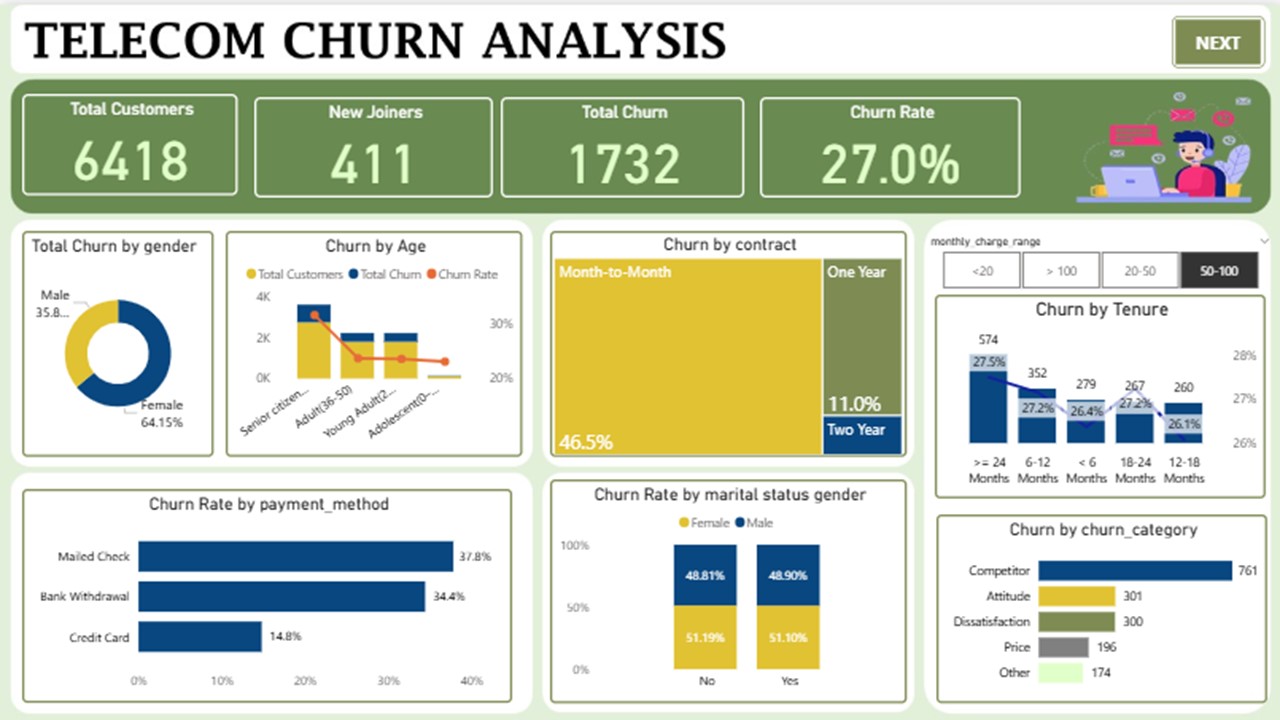 TELECOM CHURN ANALYSIS
NEXT
Total Customers
6418
New Joiners
411
Total Churn
1732
Churn Rate
27.0%
Total Churn by gender
Male
35.8...
Female
64.15%
Churn by Age
Total Customers Total Churn Churn Rate
4K
2K
0K
30%
20%
Senior citizen...
Adult(36-50)
Young Adult(2...
Adolescent(0-...
Churn by contract
Month-to-Month
46.5%
One Year
11.0%
Two Year
monthly_charge_range
<20
> 100
20-50
50-100
Churn by Tenure
574
352
279
267
260
27.5%
27.2%
26.4%
27.2%
26.1%
28%
27%
26%
>= 24 Months
6-12 Months
< 6 Months
18-24 Months
12-18 Months
Churn Rate by payment_method
Mailed Check 37.8%
Bank Withdrawal 34.4%
Credit Card 14.8%
0% 10% 20% 30% 40%
Churn Rate by marital status gender
Female Male
100%
50%
0%
48.81% 48.90%
51.19% 51.10%
No Yes
Churn by churn_category
Competitor 761
Attitude 301
Dissatisfaction 300
Price 196
Other 174